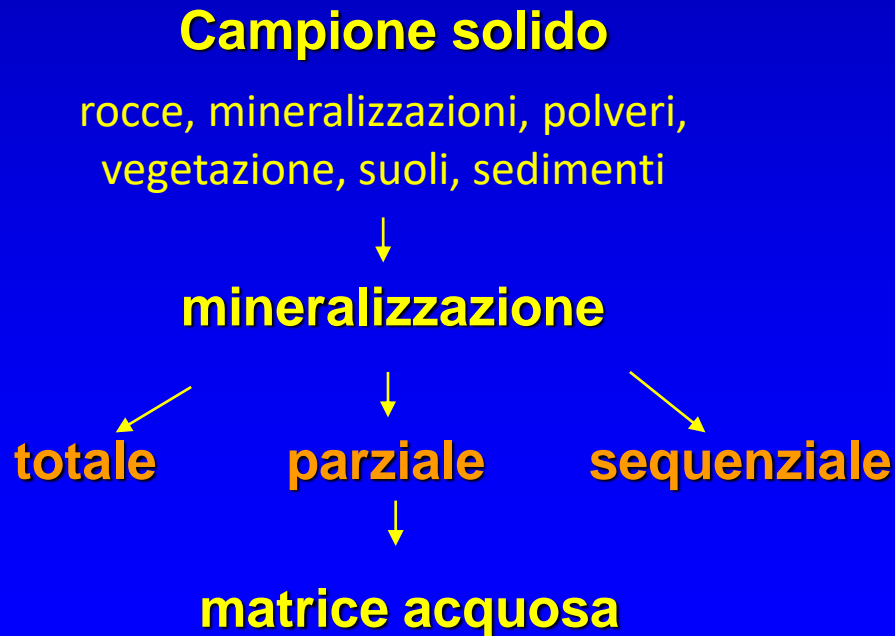 Campione solido
rocce, mineralizzazioni, polveri,
vegetazione, suoli, sedimenti
mineralizzazione
totale parziale sequenziale
matrice acquosa